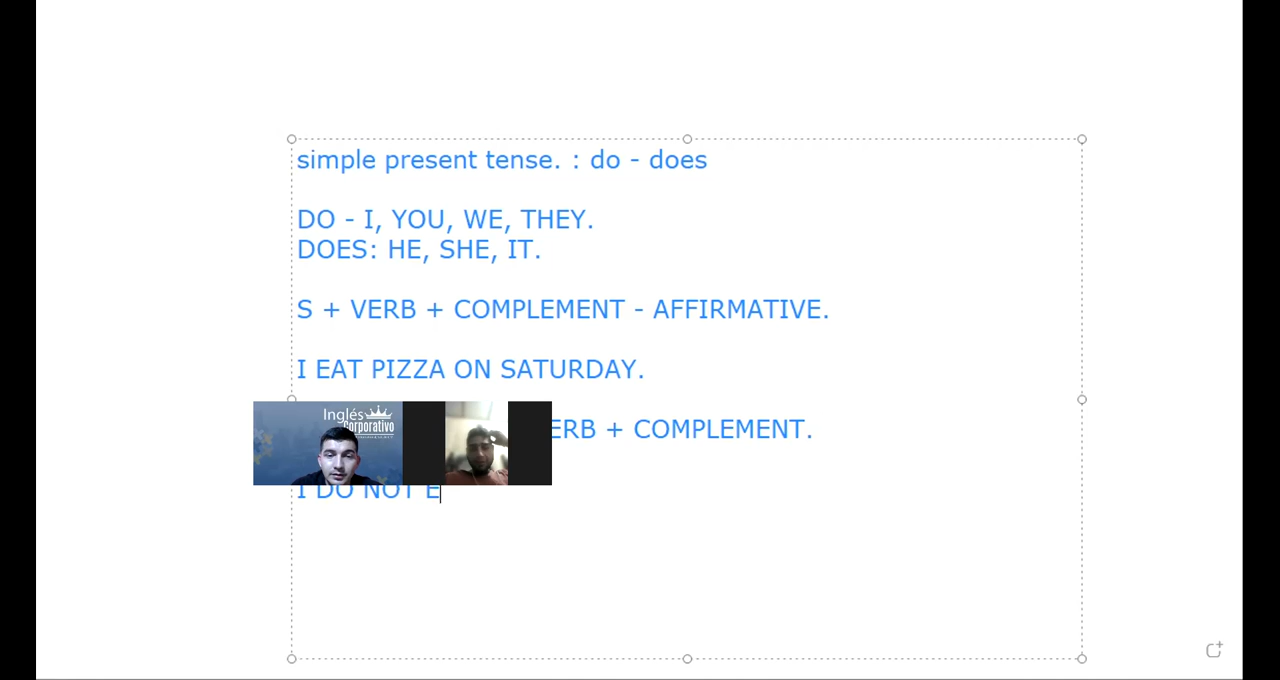 simple present tense. : do - does
DO - I, YOU, WE, THEY.
DOES: HE, SHE, IT.
S + VERB + COMPLEMENT - AFFIRMATIVE.
I EAT PIZZA ON SATURDAY.
Inglés
Corporativo
+ COMPLEMENT.
I DO NOT E